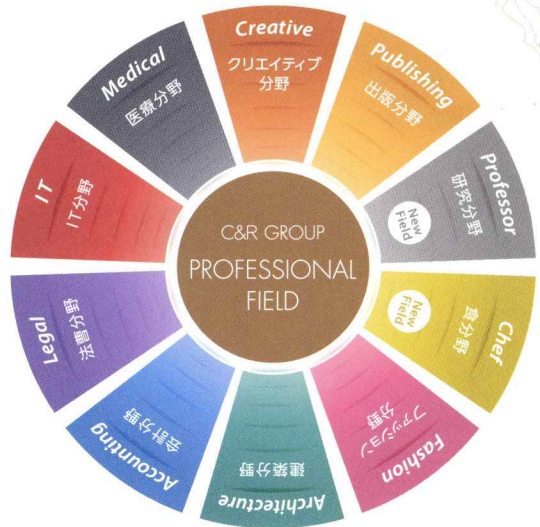 C&R GROUP
PROFESSIONAL
FIELD
Creative
クリエイティブ
分野
Publishing
出版分野
Professor
研究分野
New
Field
Chef
食分野
New
Field
Fashion
ファッション
分野
Architecture
建築分野
Accounting
会計分野
Legal
法曹分野
IT
IT分野
Medical
医療分野